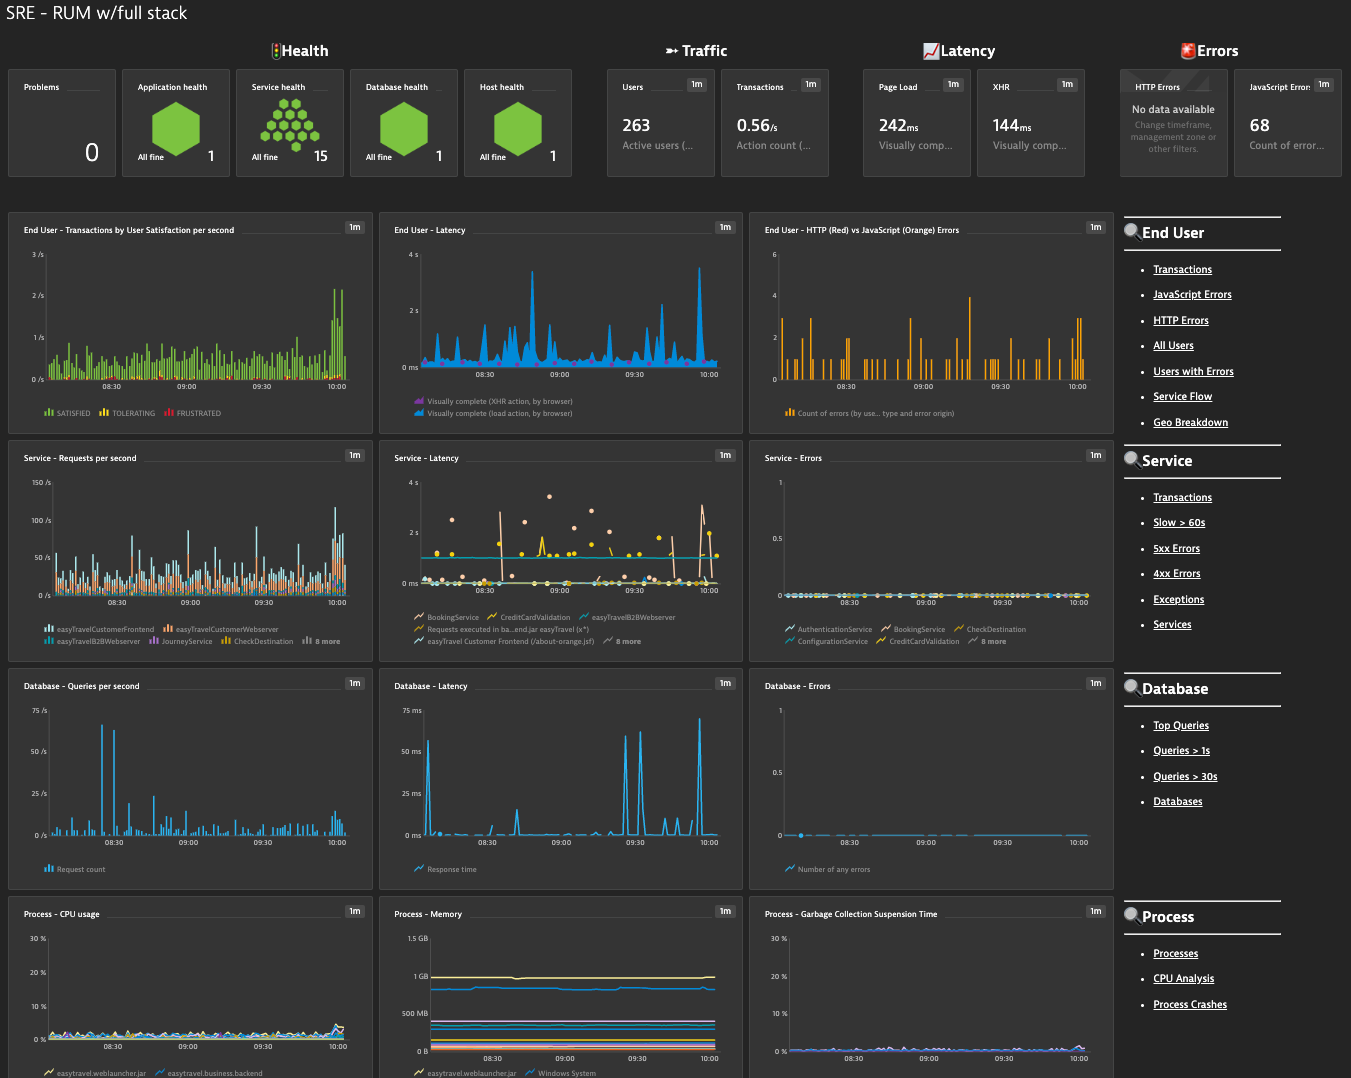 SRE - RUM w/full stack
Health
Traffic
Latency
Errors
Problems
0
Application health
All fine
1
Service health
All fine
15
Database health
All fine
1
Host health
All fine
1
Users
1m
263
Active users (...
Transactions
1m
0.56/s
Action count (...
Page Load
1m
242ms
Visually comp...
XHR
1m
144ms
Visually comp...
HTTP Errors
No data available
Change timeframe,
management zone or
other filters.
JavaScript Error:
1m
68
Count of error...
End User - Transactions by User Satisfaction per second
1m
3 /s
2 /s
1 /s
0 /s
08:30
09:00
09:30
10:00
SATISFIED
TOLERATING
FRUSTRATED
End User - Latency
1m
4 s
2 s
0 ms
08:30
09:00
09:30
10:00
Visually complete (XHR action, by browser)
Visually complete (load action, by browser)
End User - HTTP (Red) vs JavaScript (Orange) Errors
1m
6
4
2
0
08:30
09:00
09:30
10:00
Count of errors (by use... type and error origin)
End User
• Transactions
• JavaScript Errors
• HTTP Errors
• All Users
• Users with Errors
• Service Flow
• Geo Breakdown
Service - Requests per second
1m
150 /s
100 /s
50 /s
0 /s
08:30
09:00
09:30
10:00
easyTravelCustomerFrontend
easyTravelCustomerWebserver
easyTravelB2BWebserver
JourneyService
CheckDestination
8 more
Service - Latency
1m
4 s
2 s
0 ms
08:30
09:00
09:30
10:00
BookingService
CreditCardValidation
easyTravelB2BWebserver
Requests executed in ba...end.jar easyTravel (x*)
easyTravel Customer Frontend (/about-orange.jsf)
8 more
Service - Errors
1m
1
0.5
0
08:30
09:00
09:30
10:00
AuthenticationService
BookingService
CheckDestination
ConfigurationService
CreditCardValidation
8 more
Service
• Transactions
• Slow > 60s
• 5xx Errors
• 4xx Errors
• Exceptions
• Services
Database - Queries per second
1m
75 /s
50 /s
25 /s
0 /s
08:30
09:00
09:30
10:00
Request count
Database - Latency
1m
75 ms
50 ms
25 ms
0 ms
08:30
09:00
09:30
10:00
Response time
Database - Errors
1m
1
0.5
0
08:30
09:00
09:30
10:00
Number of any errors
Database
• Top Queries
• Queries > 1s
• Queries > 30s
• Databases
Process - CPU usage
1m
30 %
20 %
10 %
0 %
08:30
09:00
09:30
10:00
easytravel.weblauncher.jar
easytravel.business.backend
Process - Memory
1m
1.5 GB
1 GB
500 MB
0 B
08:30
09:00
09:30
10:00
easytravel.weblauncher.jar
Windows System
Process - Garbage Collection Suspension Time
1m
30 %
20 %
10 %
0 %
08:30
09:00
09:30
10:00
Process
• Processes
• CPU Analysis
• Process Crashes